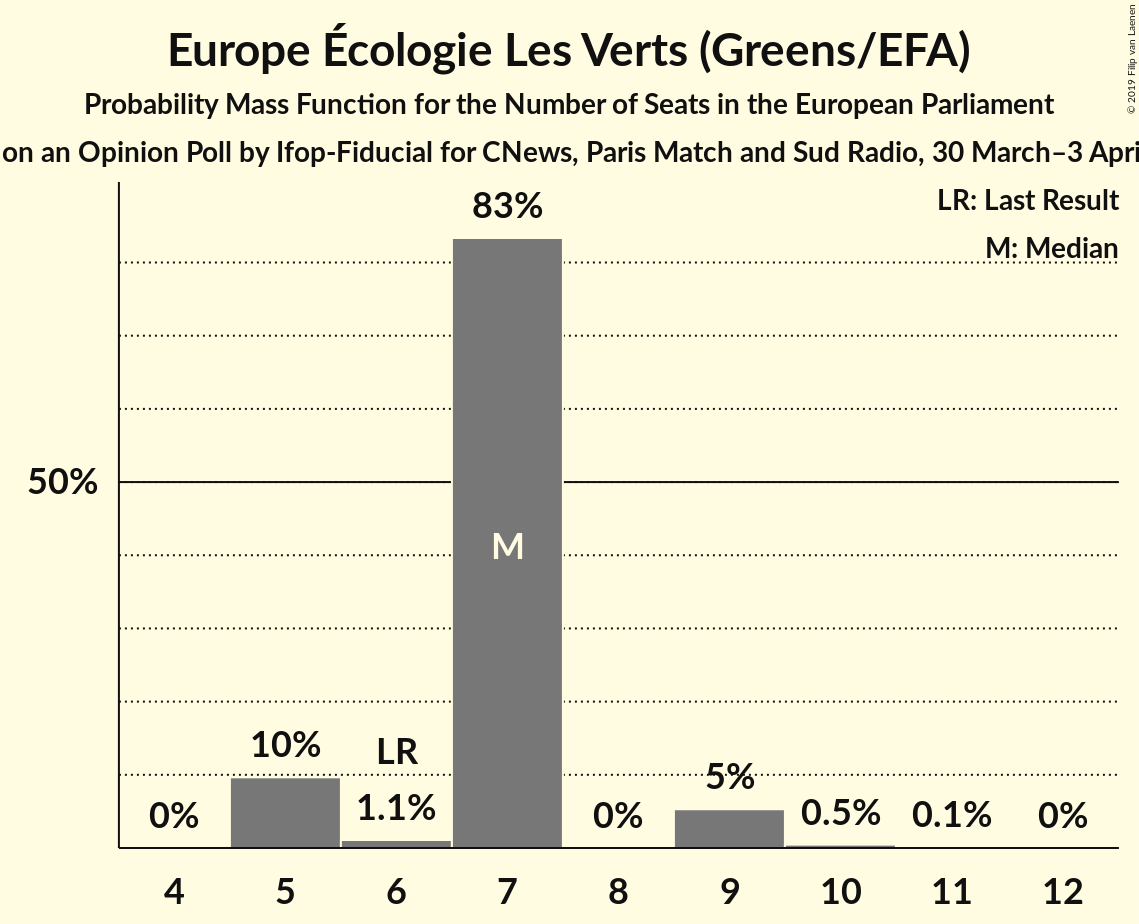 Europe Écologie Les Verts (Greens/EFA)
Probability Mass Function for the Number of Seats in the European Parliament
on an Opinion Poll by Ifop-Fiducial for CNews, Paris Match and Sud Radio, 30 March–3 Apri
© 2019 Filip van Laenen
LR: Last Result
M: Median
83%
50%
M
10%
LR
5%
0%
1.1%
0%
0.5%
0.1%
0%
4 5 6 7 8 9 10 11 12